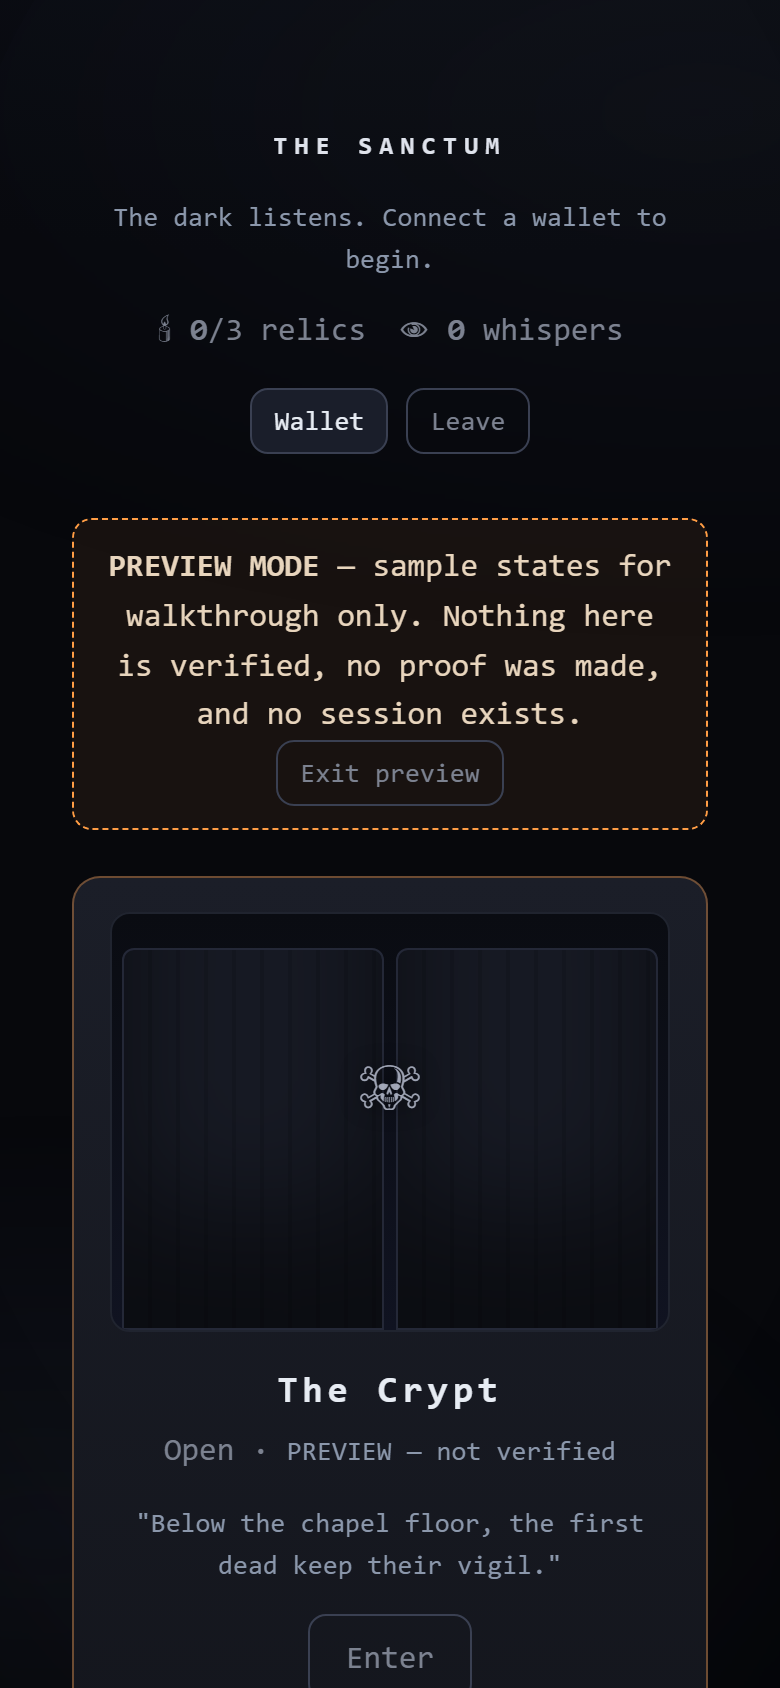 THE SANCTUM
The dark listens. Connect a wallet to
begin.
0/3 relics 0 whispers
Wallet Leave
PREVIEW MODE — sample states for
walkthrough only. Nothing here
is verified, no proof was made,
and no session exists.
Exit preview
The Crypt
Open · PREVIEW — not verified
"Below the chapel floor, the first
dead keep their vigil."
Enter